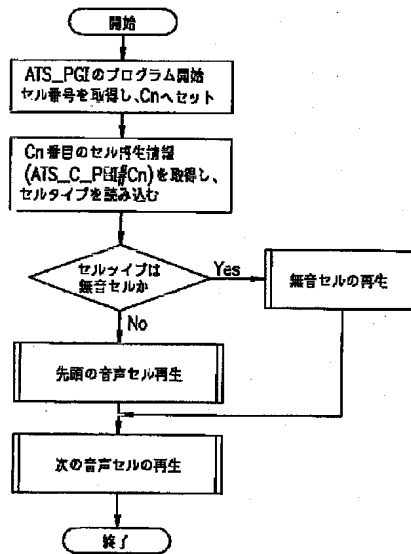 開始
ATS_PGIのプログラム開始
セル番号を取得し、Cnへセット
Cn番目のセル再生情報
(ATS_C_PBI#Cn)を取得し、
セルタイプを読み込む
セルタイプは
無音セルか
Yes
無音セルの再生
No
先頭の音声セル再生
次の音声セルの再生
終了